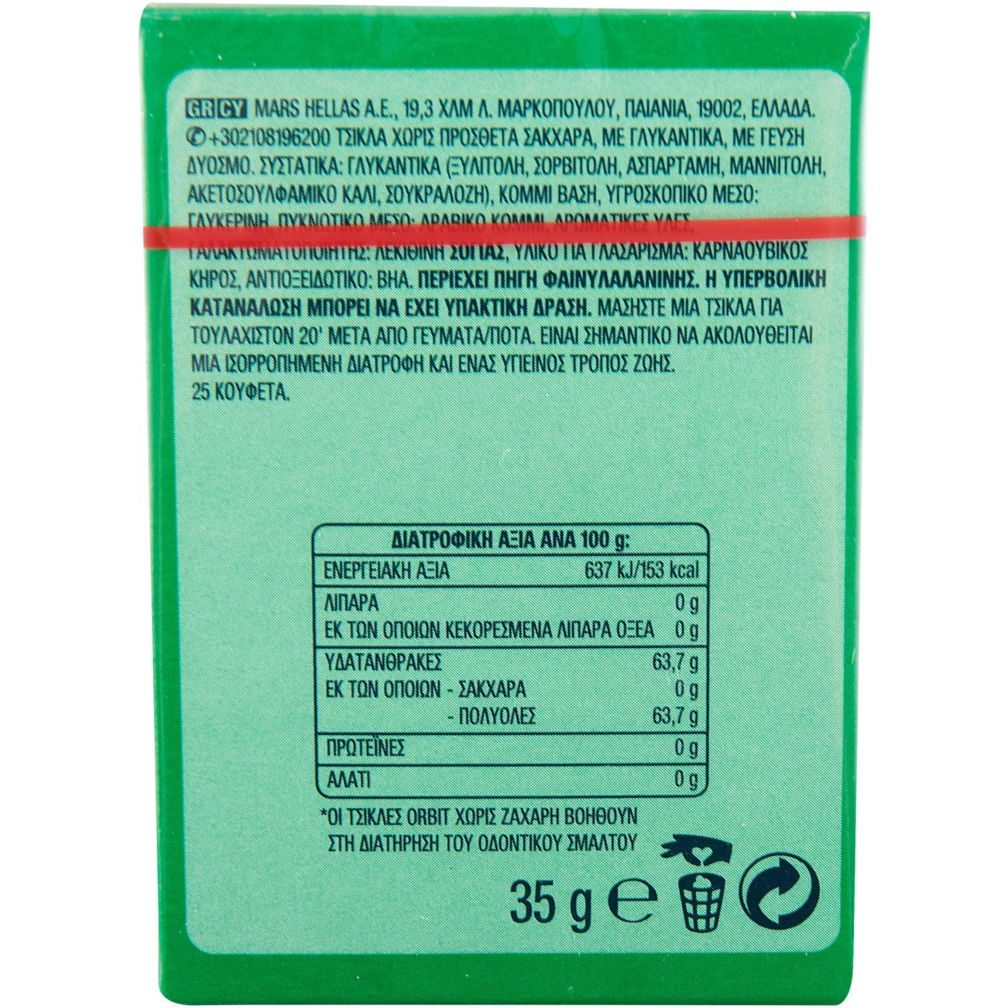 GR CY MARS HELLAS A.E., 19,3 ΧΛΜ Λ. ΜΑΡΚΟΠΟΥΛΟΥ, ΠΑΙΑΝΙΑ, 19002, ΕΛΛΑΔΑ.
✆+302108196200 ΤΣΙΚΛΑ ΧΩΡΙΣ ΠΡΟΣΘΕΤΑ ΣΑΚΧΑΡΑ, ΜΕ ΓΛΥΚΑΝΤΙΚΑ, ΜΕ ΓΕΥΣΗ
ΔΥΟΣΜΟ. ΣΥΣΤΑΤΙΚΑ: ΓΛΥΚΑΝΤΙΚΑ (ΞΥΛΙΤΟΛΗ, ΣΟΡΒΙΤΟΛΗ, ΑΣΠΑΡΤΑΜΗ, ΜΑΝΝΙΤΟΛΗ,
ΑΚΕΤΟΣΟΥΛΦΑΜΙΚΟ ΚΑΛΙ, ΣΟΥΚΡΑΛΟΖΗ), ΚΟΜΜΙ ΒΑΣΗ, ΥΓΡΟΣΚΟΠΙΚΟ ΜΕΣΟ:
ΓΛΥΚΕΡΙΝΗ, ΠΥΚΝΩΤΙΚΟ ΜΕΣΟ: ΑΡΑΒΙΚΟ ΚΟΜΜΙ, ΑΡΩΜΑΤΙΚΕΣ ΥΛΕΣ,
ΓΑΛΑΚΤΩΜΑΤΟΠΟΙΗΤΗΣ: ΛΕΚΙΘΙΝΗ ΣΟΓΙΑΣ, ΥΛΙΚΟ ΓΙΑ ΓΛΑΣΑΡΙΣΜΑ: ΚΑΡΝΑΟΥΒΙΚΟΣ
ΚΗΡΟΣ, ΑΝΤΙΟΞΕΙΔΩΤΙΚΟ: BHA. ΠΕΡΙΕΧΕΙ ΠΗΓΗ ΦΑΙΝΥΛΑΛΑΝΙΝΗΣ. Η ΥΠΕΡΒΟΛΙΚΗ
ΚΑΤΑΝΑΛΩΣΗ ΜΠΟΡΕΙ ΝΑ ΕΧΕΙ ΥΠΑΚΤΙΚΗ ΔΡΑΣΗ. ΜΑΣΗΣΤΕ ΜΙΑ ΤΣΙΚΛΑ ΓΙΑ
ΤΟΥΛΑΧΙΣΤΟΝ 20' ΜΕΤΑ ΑΠΟ ΓΕΥΜΑΤΑ/ΠΟΤΑ. ΕΙΝΑΙ ΣΗΜΑΝΤΙΚΟ ΝΑ ΑΚΟΛΟΥΘΕΙΤΑΙ
ΜΙΑ ΙΣΟΡΡΟΠΗΜΕΝΗ ΔΙΑΤΡΟΦΗ ΚΑΙ ΕΝΑΣ ΥΓΙΕΙΝΟΣ ΤΡΟΠΟΣ ΖΩΗΣ.
25 ΚΟΥΦΕΤΑ.
ΔΙΑΤΡΟΦΙΚΗ ΑΞΙΑ ΑΝΑ 100 g:
ΕΝΕΡΓΕΙΑΚΗ ΑΞΙΑ 637 kJ/153 kcal
ΛΙΠΑΡΑ 0 g
ΕΚ ΤΩΝ ΟΠΟΙΩΝ ΚΕΚΟΡΕΣΜΕΝΑ ΛΙΠΑΡΑ ΟΞΕΑ 0 g
ΥΔΑΤΑΝΘΡΑΚΕΣ 63,7 g
ΕΚ ΤΩΝ ΟΠΟΙΩΝ - ΣΑΚΧΑΡΑ 0 g
- ΠΟΛΥΟΛΕΣ 63,7 g
ΠΡΩΤΕΪΝΕΣ 0 g
ΑΛΑΤΙ 0 g
*ΟΙ ΤΣΙΚΛΕΣ ORBIT ΧΩΡΙΣ ΖΑΧΑΡΗ ΒΟΗΘΟΥΝ
ΣΤΗ ΔΙΑΤΗΡΗΣΗ ΤΟΥ ΟΔΟΝΤΙΚΟΥ ΣΜΑΛΤΟΥ
35 g ℮